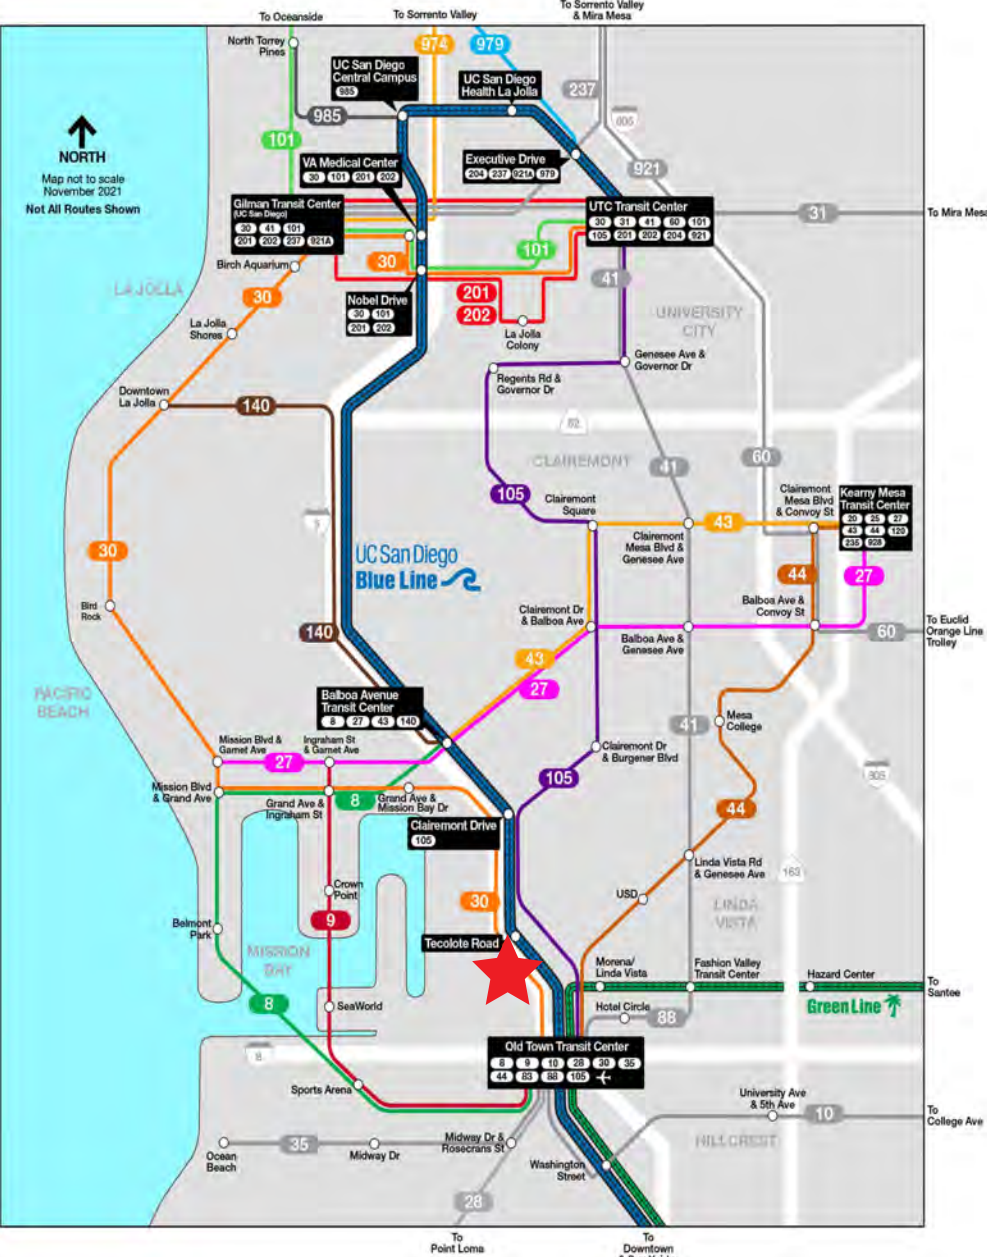 To Oceanside
To Sorrento Valley
To Sorrento Valley
& Mira Mesa
North Torrey
Pines
974
979
UC San Diego
Central Campus
985
UC San Diego
Health La Jolla
237
805
985
101
NORTH
Map not to scale
November 2021
Not All Routes Shown
VA Medical Center
30 101 201 202
Executive Drive
204 237 921A 979
921
Gilman Transit Center
(UC San Diego)
30 41 101
201 202 237 921A
UTC Transit Center
30 31 41 60 101
105 201 202 204 921
31
To Mira Mesa
101
30
Birch Aquarium
41
LA JOLLA
30
Nobel Drive
30 101
201 202
201
202
La Jolla
Colony
UNIVERSITY
CITY
La Jolla
Shores
Genesee Ave &
Governor Dr
Regents Rd &
Governor Dr
Downtown
La Jolla
140
52
CLAIREMONT
41
60
105
Clairemont
Square
Clairemont
Mesa Blvd
& Convoy St
Kearny Mesa
Transit Center
20 25 27
43 44 120
235 928
5
43
Clairemont
Mesa Blvd &
Genesee Ave
30
UC San Diego
Blue Line
44
27
Bird
Rock
Clairemont Dr
& Balboa Ave
Balboa Ave &
Convoy St
140
Balboa Ave &
Genesee Ave
60
To Euclid
Orange Line
Trolley
43
27
PACIFIC
BEACH
Balboa Avenue
Transit Center
8 27 43 140
41
Mesa
College
Mission Blvd &
Garnet Ave
Ingraham St
& Garnet Ave
27
Clairemont Dr
& Burgener Blvd
105
805
Mission Blvd
& Grand Ave
Grand Ave &
Ingraham St
8
Grand Ave &
Mission Bay Dr
44
Clairemont Drive
105
Linda Vista Rd
& Genesee Ave
163
Crown
Point
USD
30
9
LINDA
VISTA
Belmont
Park
Tecolote Road
MISSION
BAY
Morena/
Linda Vista
Fashion Valley
Transit Center
Hazard Center
To
Santee
8
SeaWorld
Hotel Circle
88
Green Line
8
Old Town Transit Center
8 9 10 28 30 35
44 83 88 105
Sports Arena
University Ave
& 5th Ave
10
To
College Ave
35
Ocean
Beach
Midway Dr
Midway Dr &
Rosecrans St
HILLCREST
Washington
Street
28
To
Point Loma
To
Downtown